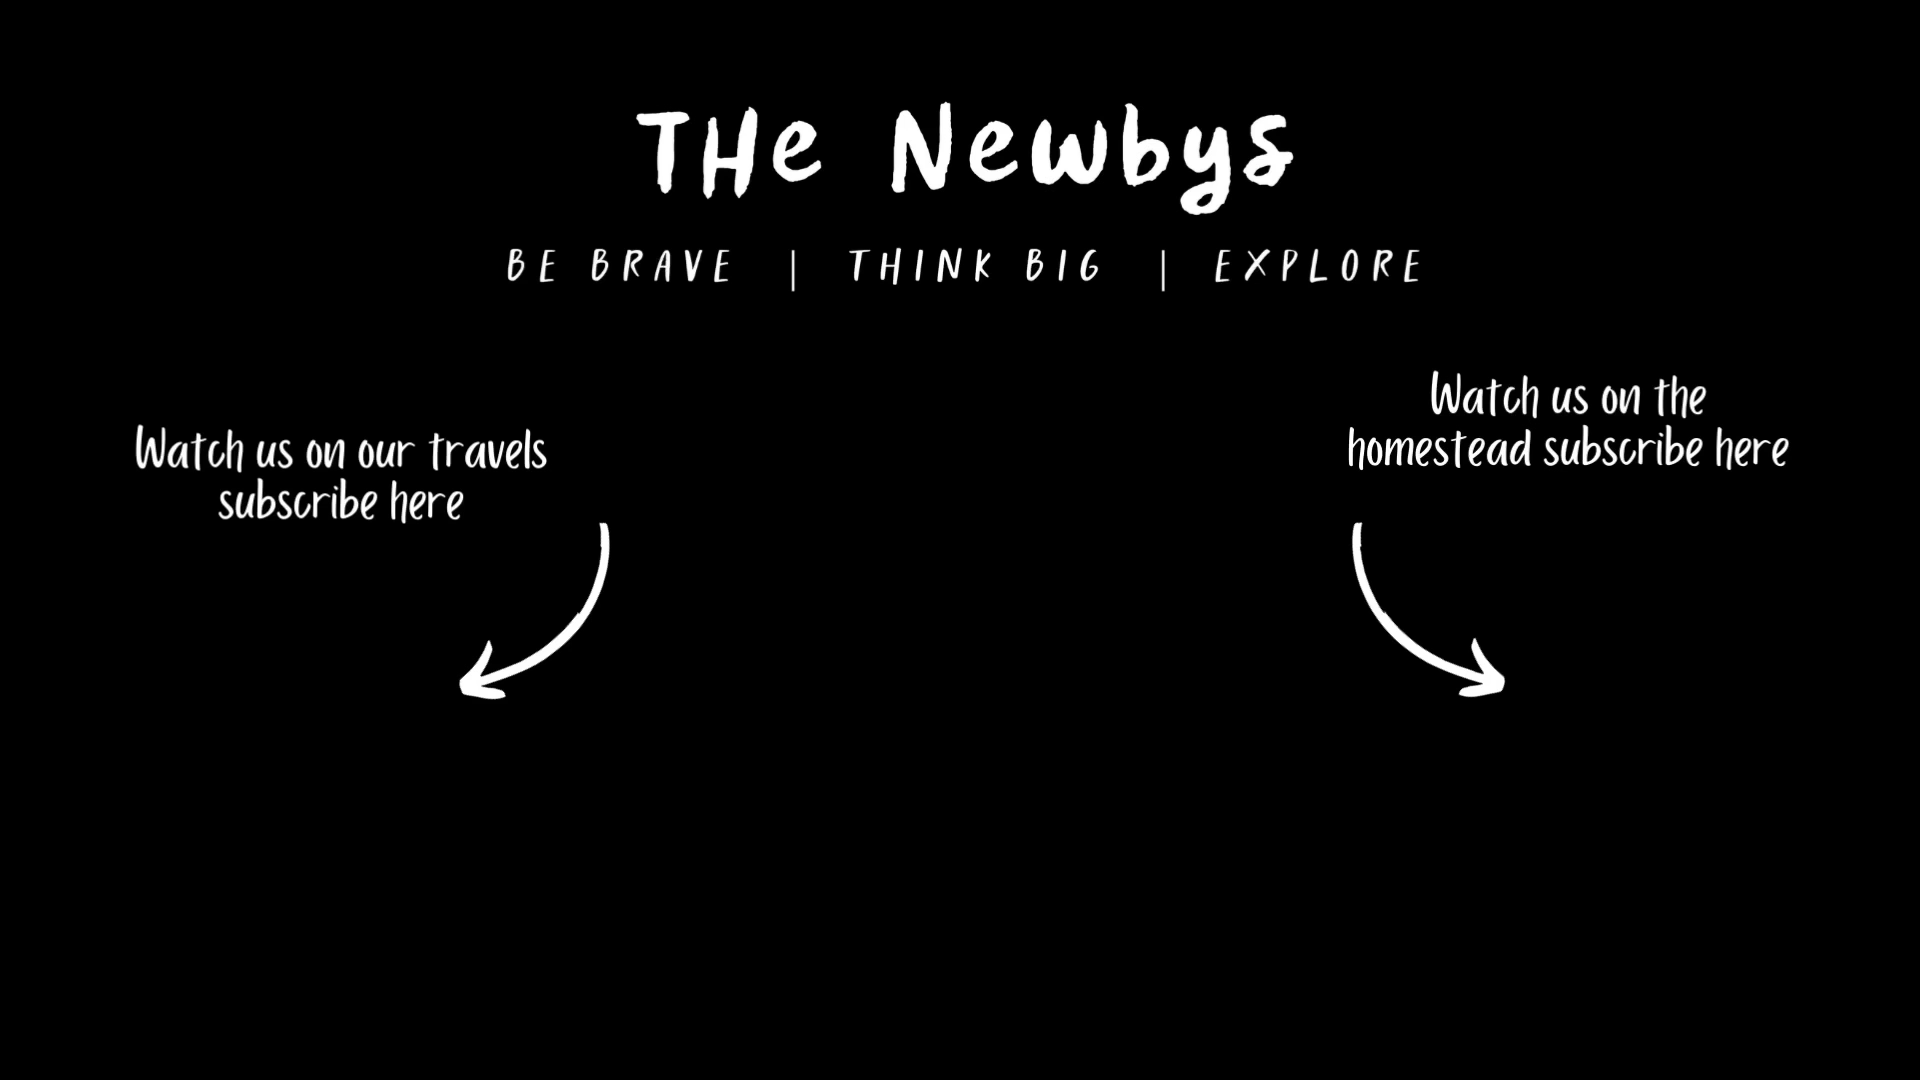 THe Newbys
BE BRAVE | THINK BIG | EXPLORE
Watch us on our travels
subscribe here
Watch us on the
homestead subscribe here